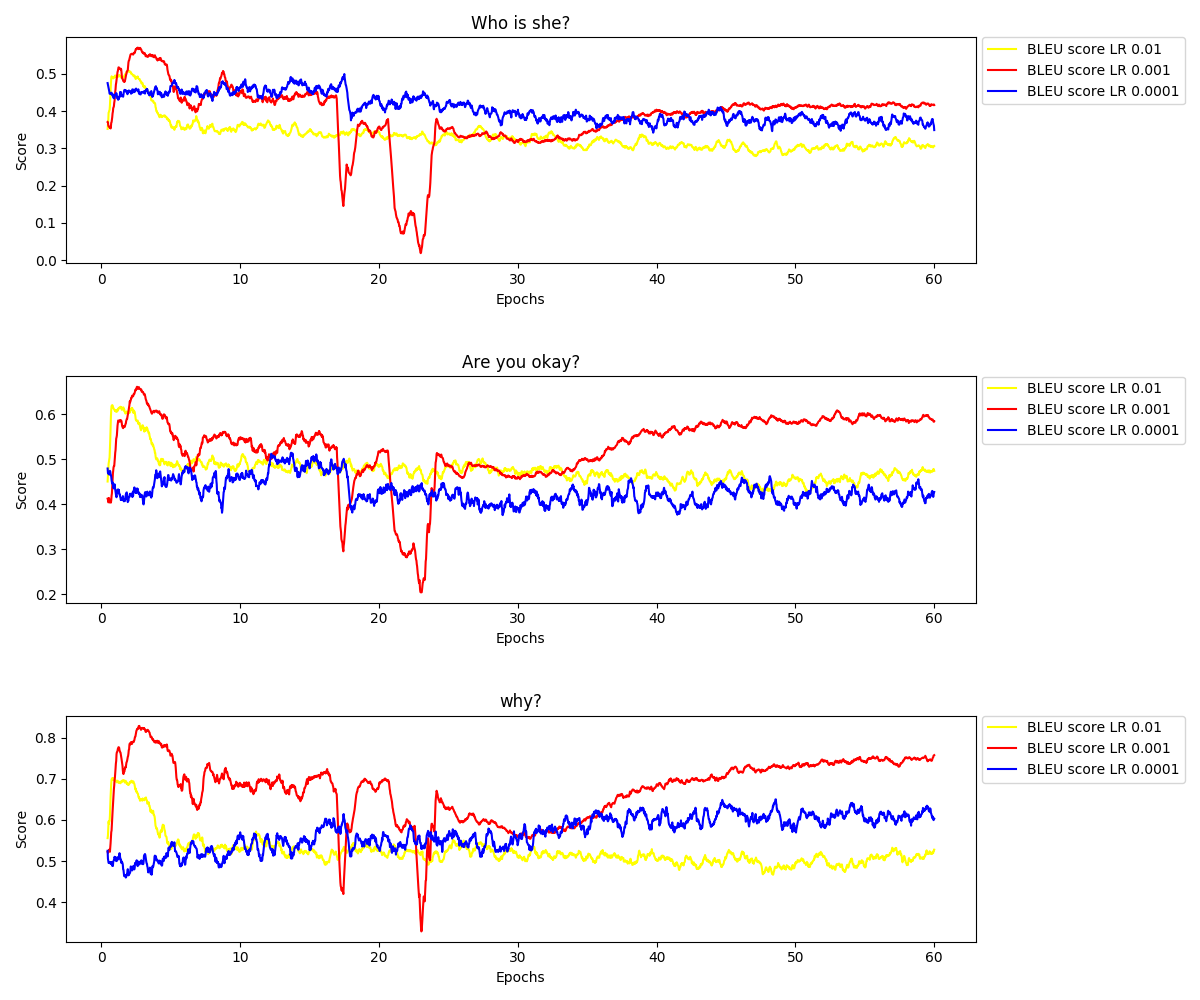 Who is she?
BLEU score LR 0.01
BLEU score LR 0.001
BLEU score LR 0.0001
Score
0.5
0.4
0.3
0.2
0.1
0.0
0 10 20 30 40 50 60
Epochs
Are you okay?
BLEU score LR 0.01
BLEU score LR 0.001
BLEU score LR 0.0001
Score
0.6
0.5
0.4
0.3
0.2
0 10 20 30 40 50 60
Epochs
why?
BLEU score LR 0.01
BLEU score LR 0.001
BLEU score LR 0.0001
Score
0.8
0.7
0.6
0.5
0.4
0 10 20 30 40 50 60
Epochs